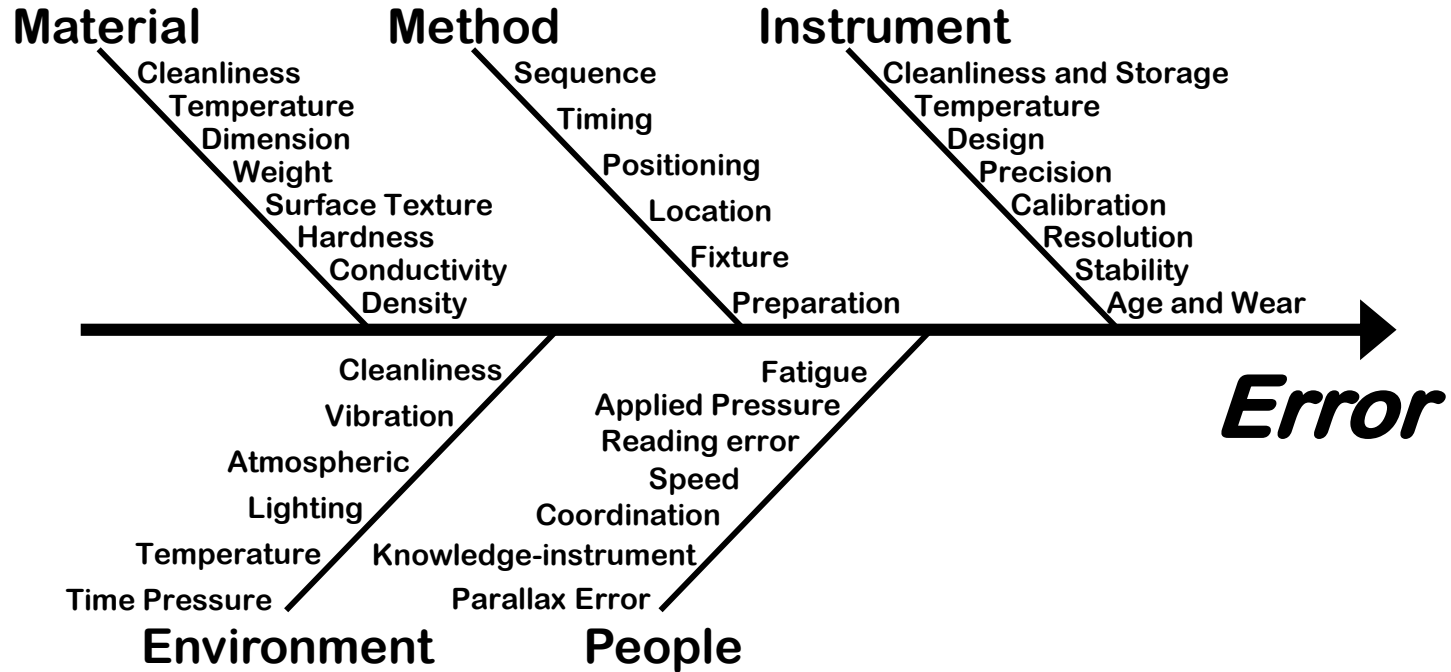 Material
Cleanliness
Temperature
Dimension
Weight
Surface Texture
Hardness
Conductivity
Density
Method
Sequence
Timing
Positioning
Location
Fixture
Preparation
Instrument
Cleanliness and Storage
Temperature
Design
Precision
Calibration
Resolution
Stability
Age and Wear
Cleanliness
Vibration
Atmospheric
Lighting
Temperature
Time Pressure
Environment
Fatigue
Applied Pressure
Reading error
Speed
Coordination
Knowledge-instrument
Parallax Error
People
Error